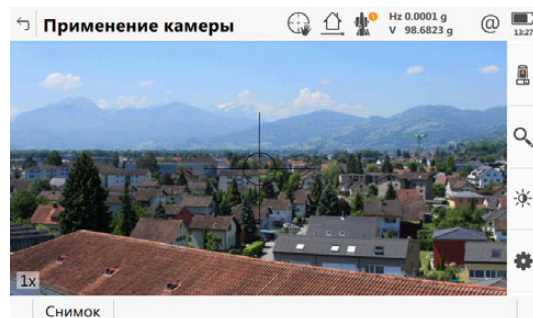 Применение камеры
Hz 0.0001 g
V 98.6823 g
@
13:27
1x
Снимок